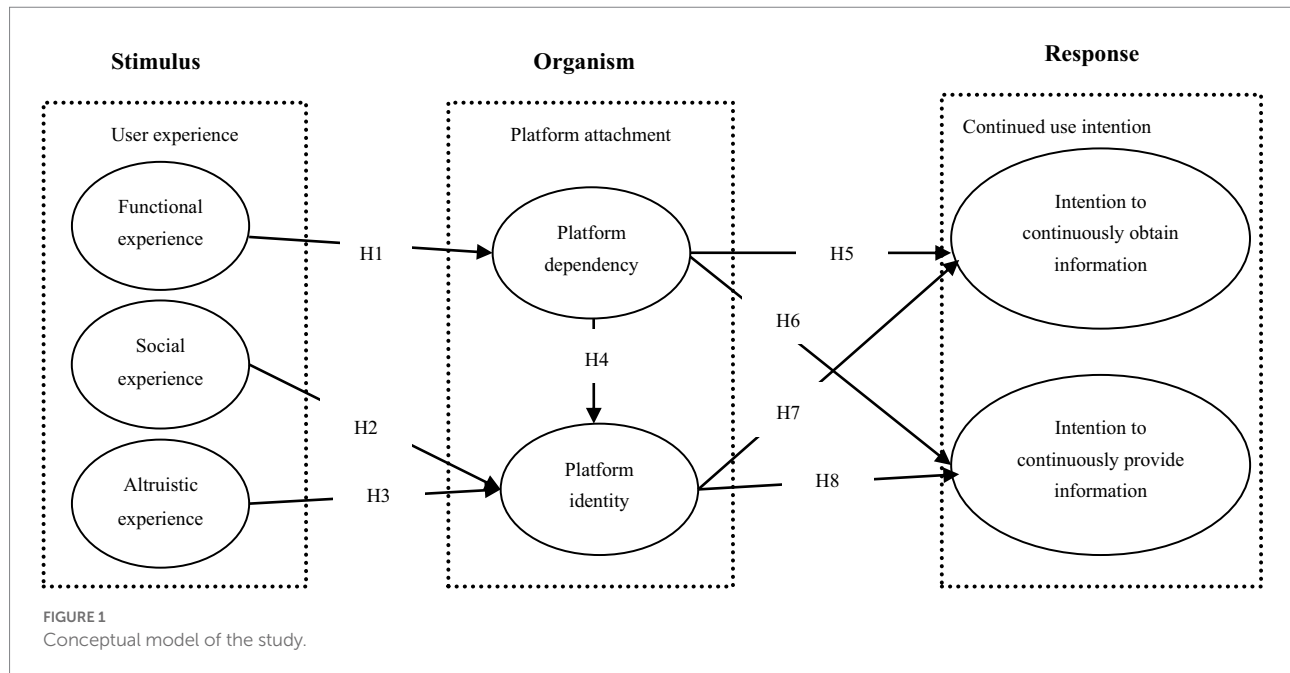 Stimulus
Organism
Response
User experience
Platform attachment
Continued use intention
Functional
experience
Social
experience
Altruistic
experience
H1
H2
H3
Platform
dependency
H4
Platform
identity
H5
H6
H7
H8
Intention to
continuously obtain
information
Intention to
continuously provide
information
FIGURE 1
Conceptual model of the study.